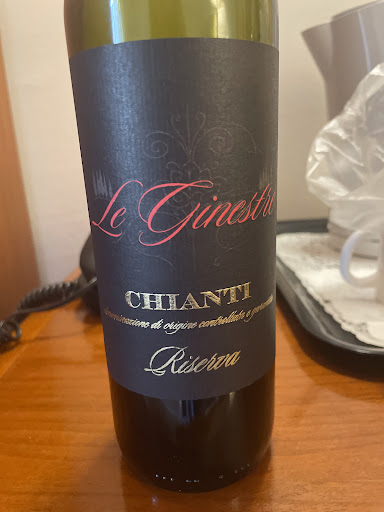 Le Ginestre
CHIANTI
denominazione di origine controllata e garantita
Riserva